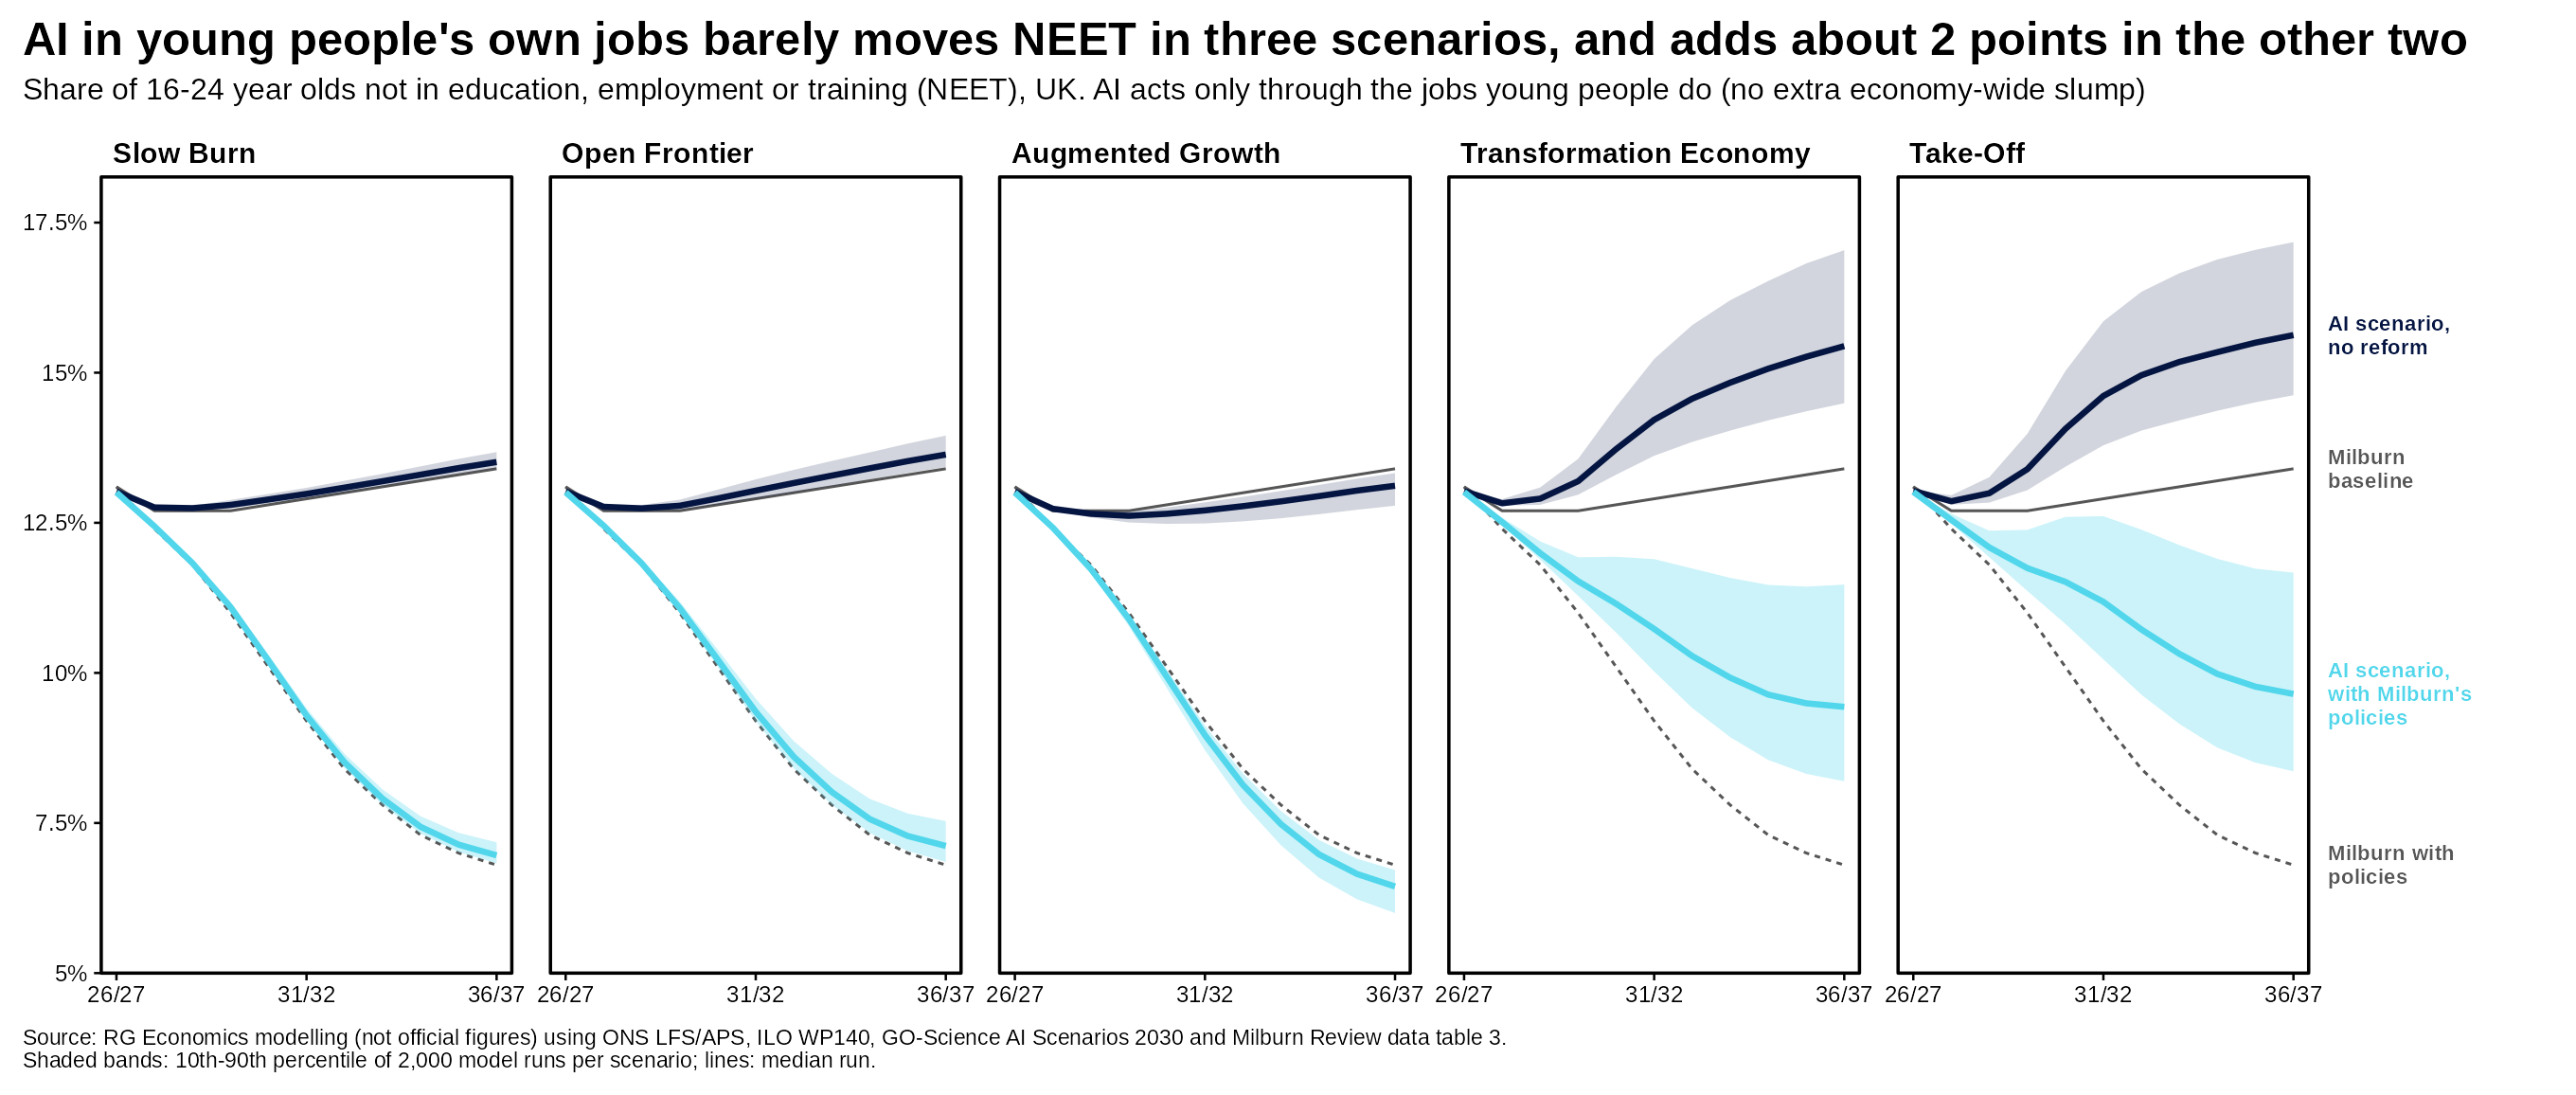 AI in young people's own jobs barely moves NEET in three scenarios, and adds about 2 points in the other two
Share of 16-24 year olds not in education, employment or training (NEET), UK. AI acts only through the jobs young people do (no extra economy-wide slump)
Slow Burn
Open Frontier
Augmented Growth
Transformation Economy
Take-Off
17.5%
15%
12.5%
10%
7.5%
5%
AI scenario,
no reform
Milburn
baseline
AI scenario,
with Milburn's
policies
Milburn with
policies
26/27 31/32 36/37 26/27 31/32 36/37 26/27 31/32 36/37 26/27 31/32 36/37 26/27 31/32 36/37
Source: RG Economics modelling (not official figures) using ONS LFS/APS, ILO WP140, GO-Science AI Scenarios 2030 and Milburn Review data table 3.
Shaded bands: 10th-90th percentile of 2,000 model runs per scenario; lines: median run.